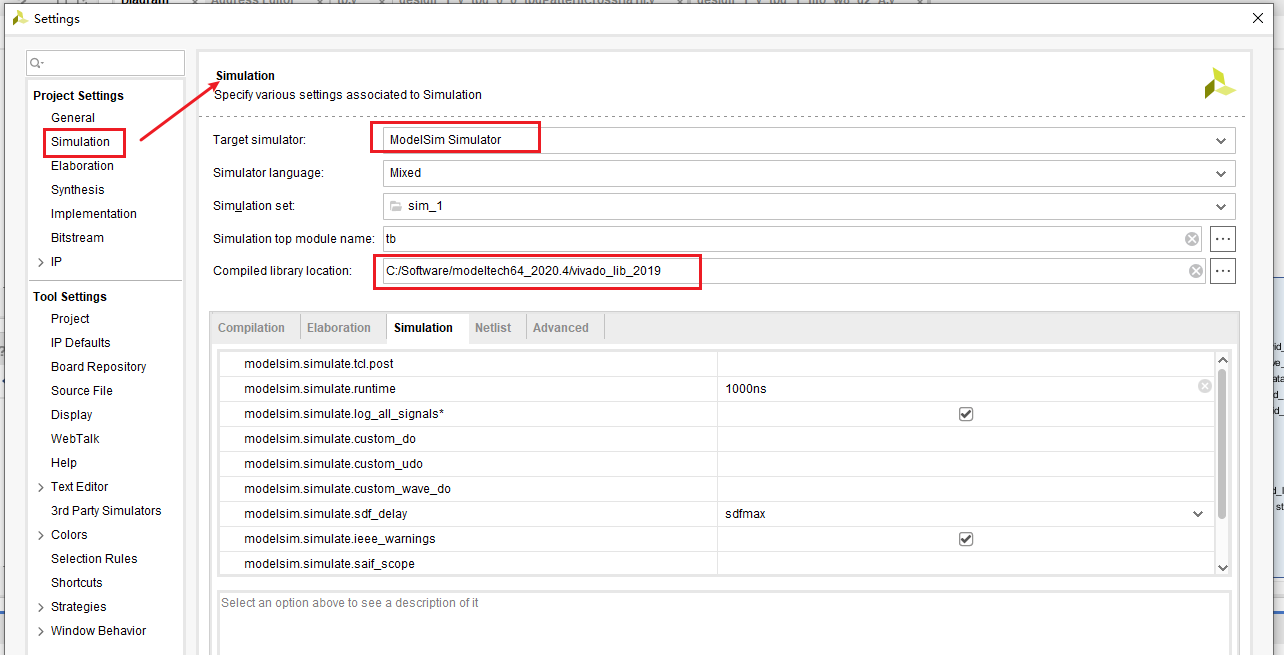 Diagram
Address Editor
Settings
Simulation
Project Settings
Specify various settings associated to Simulation
General
Simulation
Target simulator:
ModelSim Simulator
Elaboration
Simulator language:
Mixed
Synthesis
Simulation set:
sim_1
Implementation
Bitstream
Simulation top module name:
tb
IP
Compiled library location:
C:/Software/modeltech64_2020.4/vivado_lib_2019
Tool Settings
Project
Compilation
Elaboration
Simulation
Netlist
Advanced
IP Defaults
Board Repository
modelsim.simulate.tcl.post
Source File
modelsim.simulate.runtime
1000ns
Display
modelsim.simulate.log_all_signals*
WebTalk
modelsim.simulate.custom_do
Help
modelsim.simulate.custom_udo
Text Editor
modelsim.simulate.custom_wave_do
3rd Party Simulators
modelsim.simulate.sdf_delay
sdfmax
Colors
modelsim.simulate.ieee_warnings
Selection Rules
modelsim.simulate.saif_scope
Shortcuts
Strategies
Select an option above to see a description of it
Window Behavior